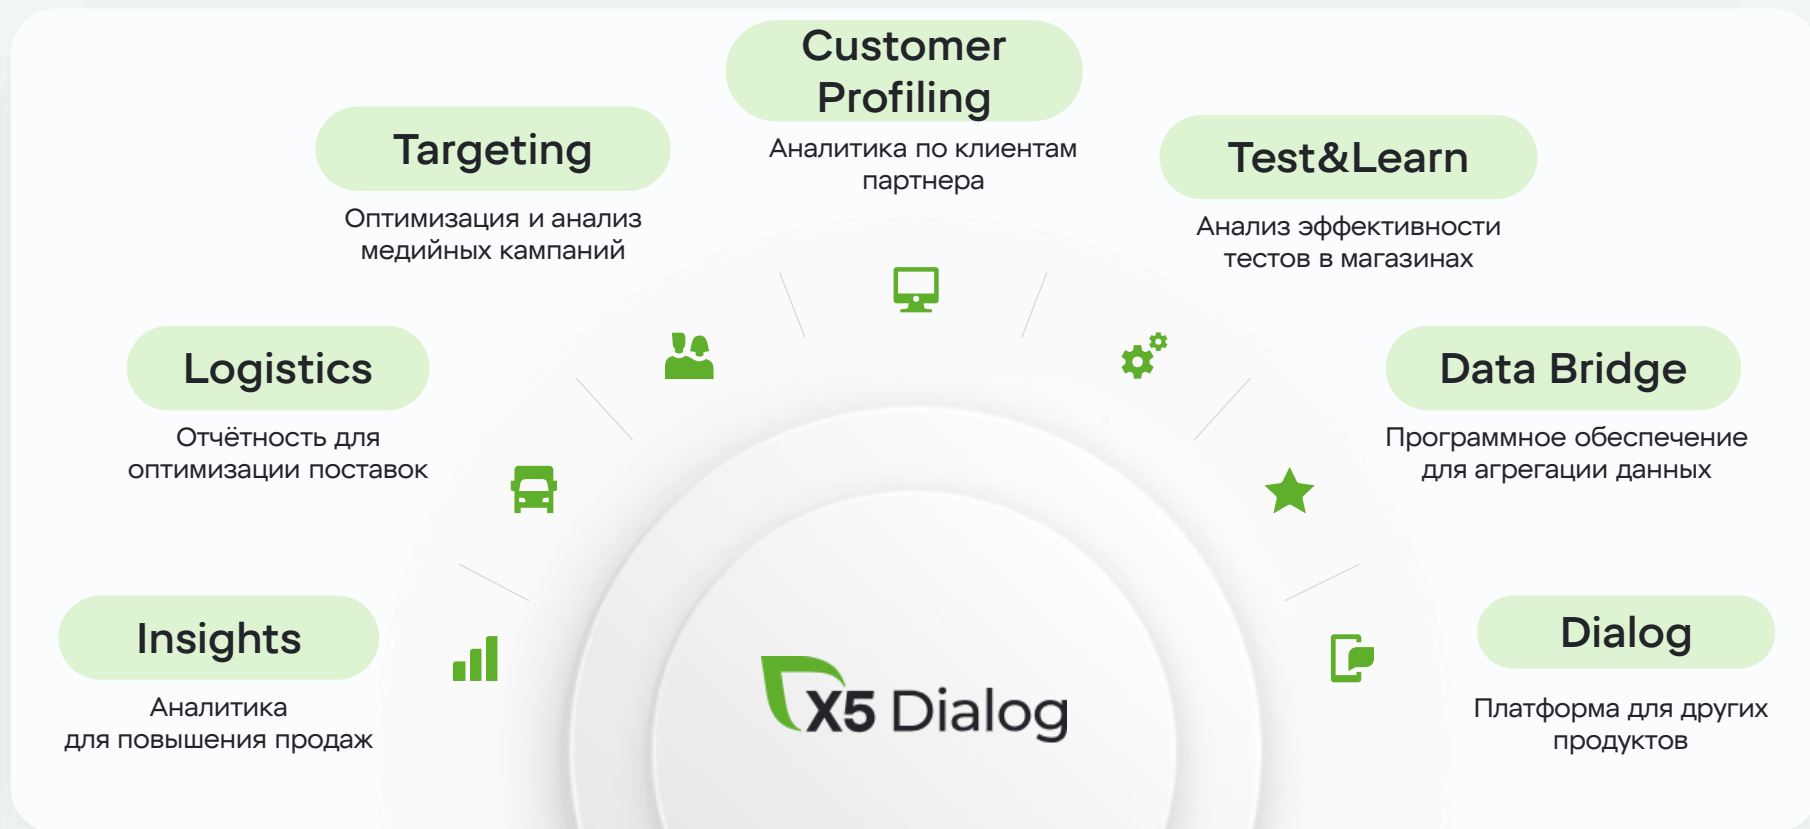 Customer
Profiling
Аналитика по клиентам
партнера
Targeting
Оптимизация и анализ
медийных кампаний
Test&Learn
Анализ эффективности
тестов в магазинах
Logistics
Отчётность для
оптимизации поставок
Data Bridge
Программное обеспечение
для агрегации данных
Insights
Аналитика
для повышения продаж
Dialog
Платформа для других
продуктов
X5 Dialog